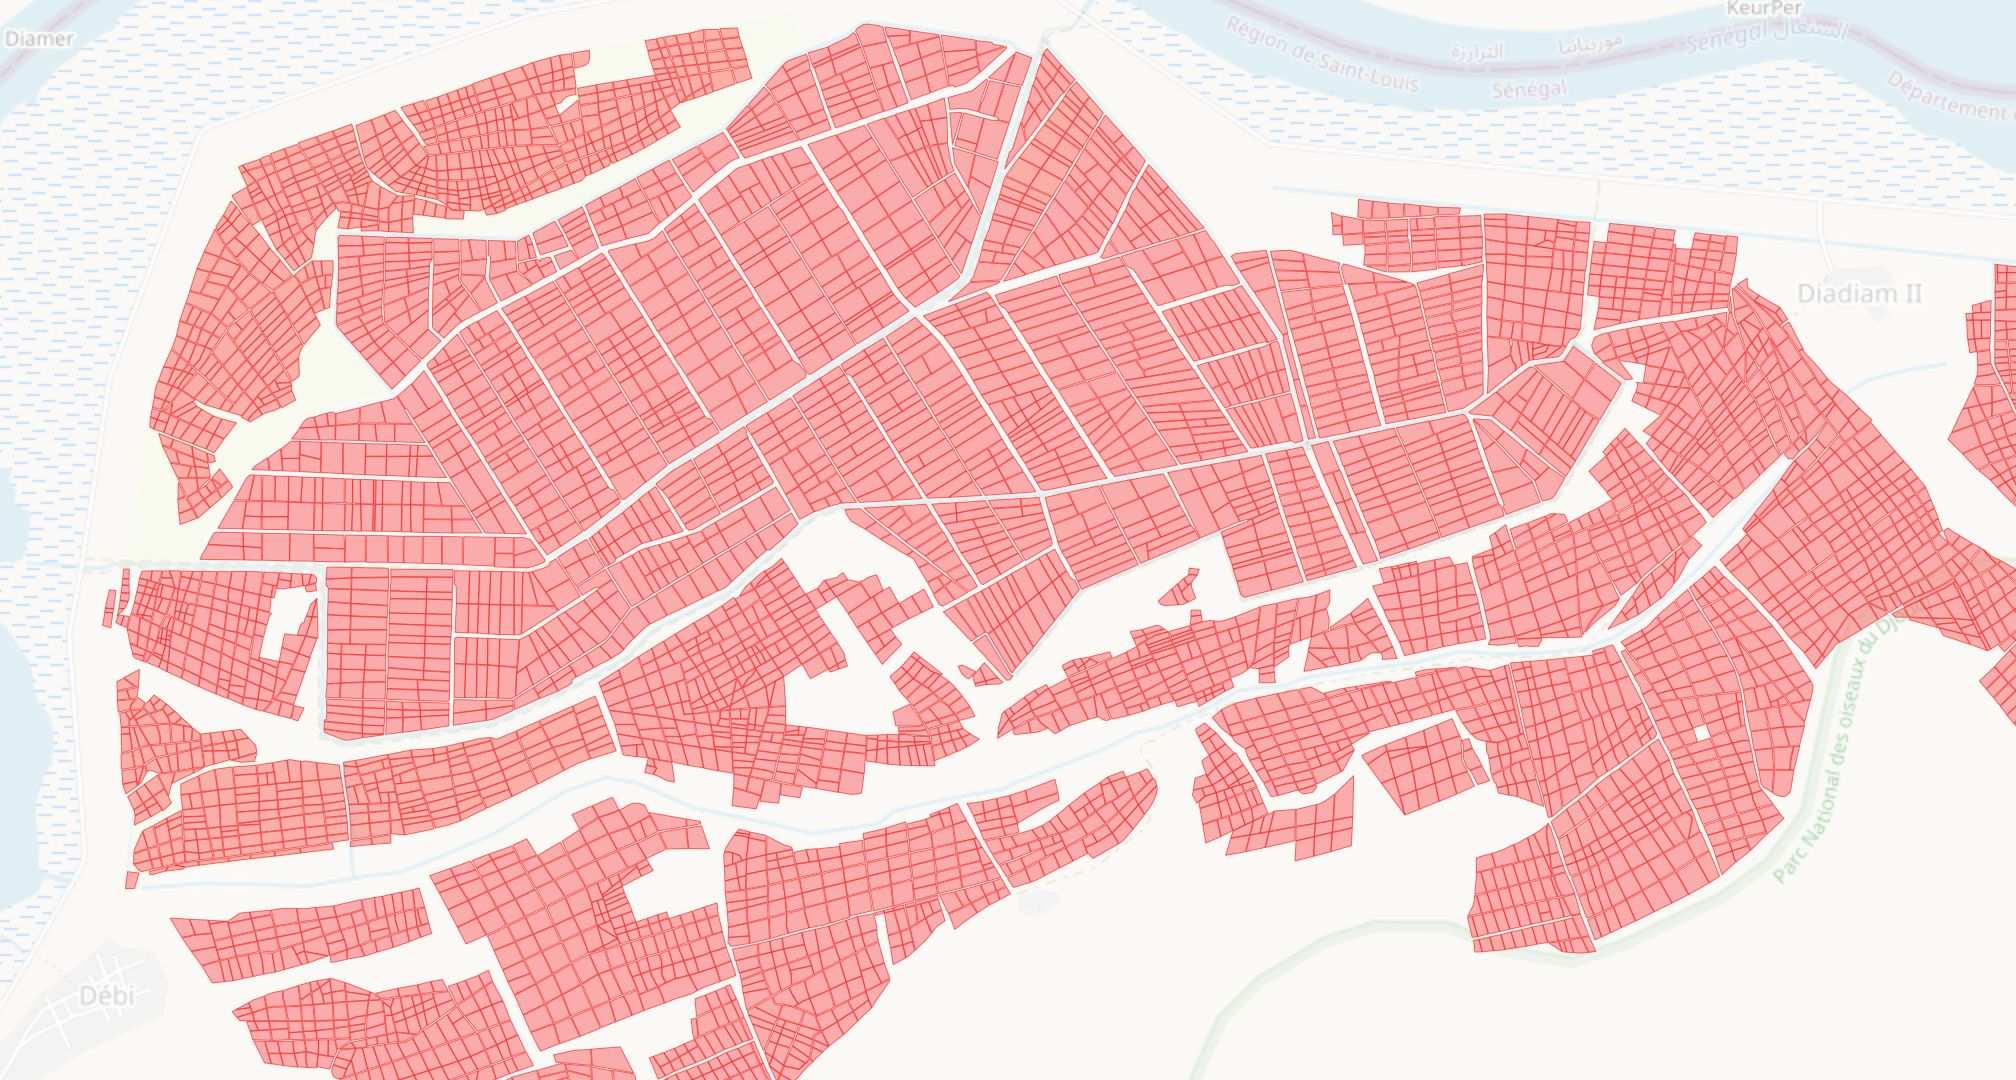 KeurPer
Diamer
Région de Saint-Louis
الترارزة
موريتانيا
Sénégal السنغال
Sénégal
Département
Diadiam II
Parc National des oiseaux du Dj
Débi